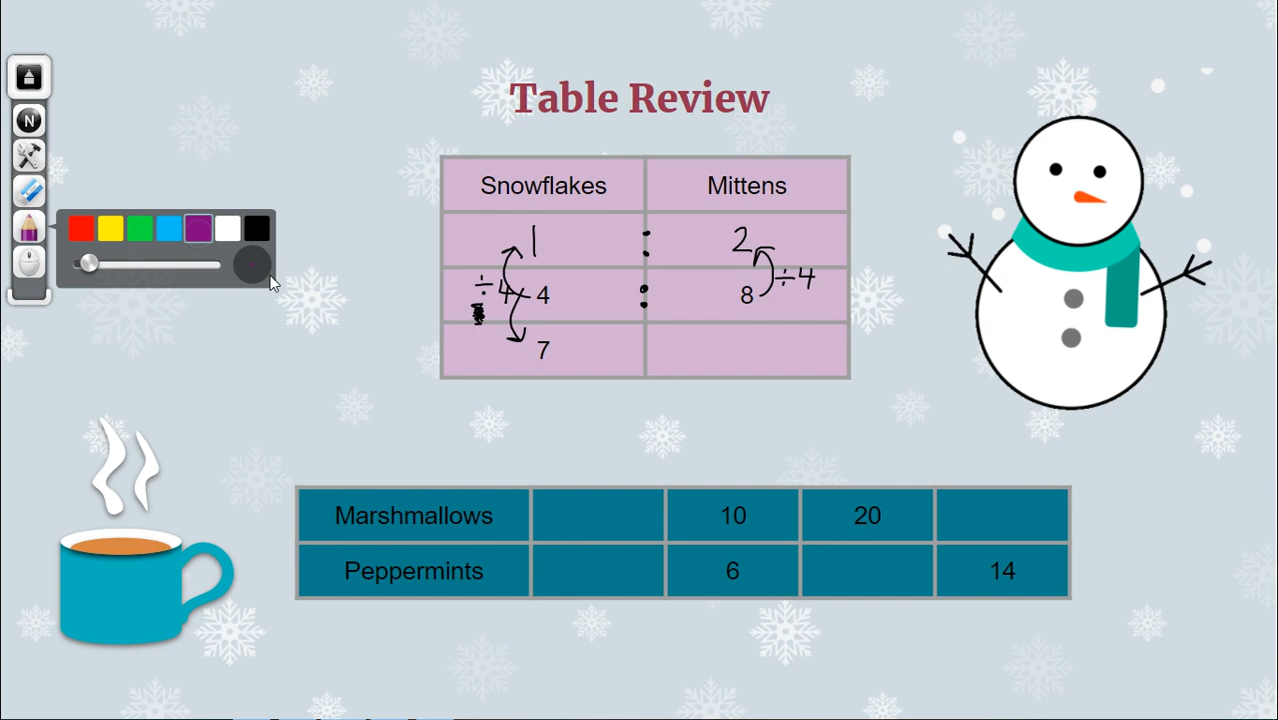 N
Table Review
Snowflakes Mittens
1 : 2
÷4 4 : 8 ÷4
7
Marshmallows 10 20
Peppermints 6 14